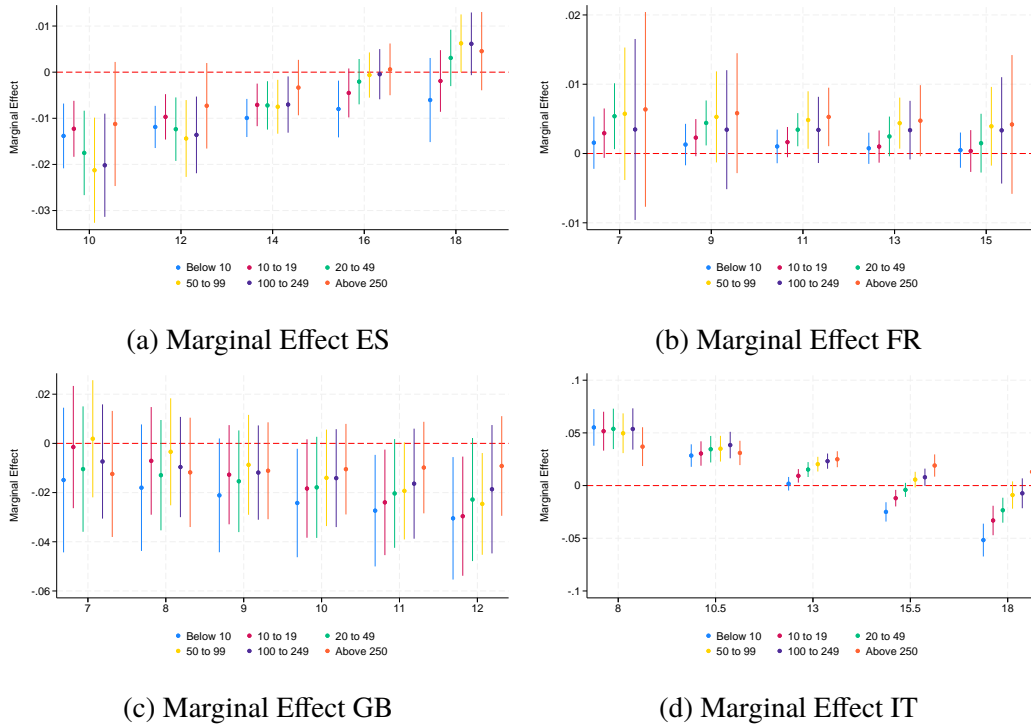 .01
0
-.01
-.02
-.03
Marginal Effect
10 12 14 16 18
Below 10 10 to 19 20 to 49
50 to 99 100 to 249 Above 250
(a) Marginal Effect ES
.02
.01
0
-.01
Marginal Effect
7 9 11 13 15
Below 10 10 to 19 20 to 49
50 to 99 100 to 249 Above 250
(b) Marginal Effect FR
.02
0
-.02
-.04
-.06
Marginal Effect
7 8 9 10 11 12
Below 10 10 to 19 20 to 49
50 to 99 100 to 249 Above 250
(c) Marginal Effect GB
.1
.05
0
-.05
-.1
Marginal Effect
8 10.5 13 15.5 18
Below 10 10 to 19 20 to 49
50 to 99 100 to 249 Above 250
(d) Marginal Effect IT